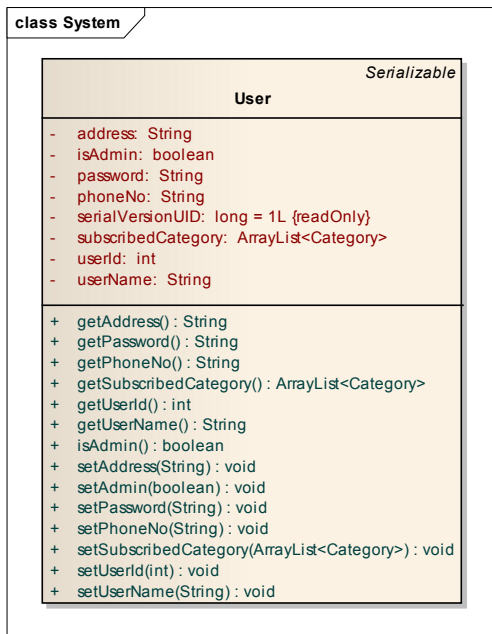 class System
Serializable
User
- address: String
- isAdmin: boolean
- password: String
- phoneNo: String
- serialVersionUID: long = 1L {readOnly}
- subscribedCategory: ArrayList<Category>
- userId: int
- userName: String
+ getAddress() : String
+ getPassword() : String
+ getPhoneNo() : String
+ getSubscribedCategory() : ArrayList<Category>
+ getUserId() : int
+ getUserName() : String
+ isAdmin() : boolean
+ setAddress(String) : void
+ setAdmin(boolean) : void
+ setPassword(String) : void
+ setPhoneNo(String) : void
+ setSubscribedCategory(ArrayList<Category>) : void
+ setUserId(int) : void
+ setUserName(String) : void